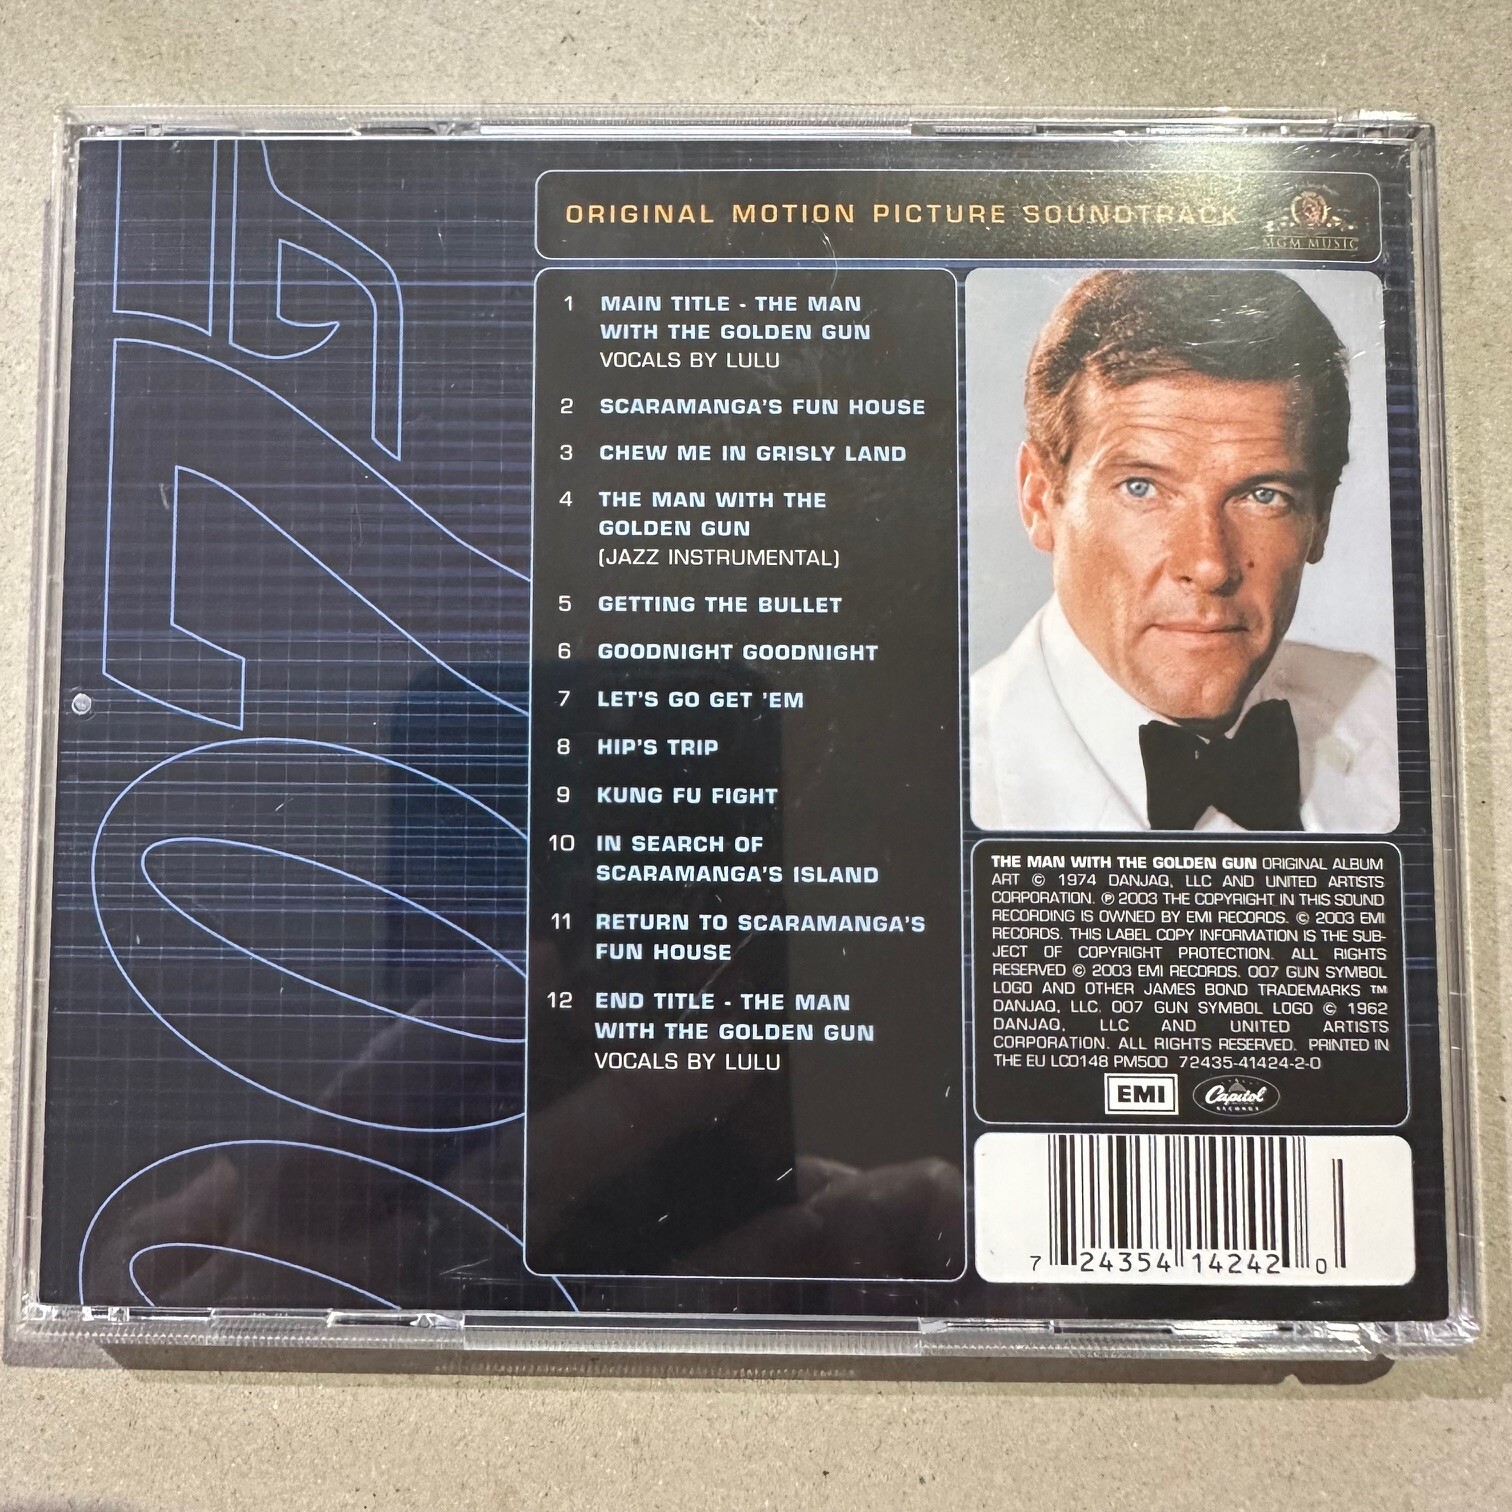 007
ORIGINAL MOTION PICTURE SOUNDTRACK
MGM MUSIC
1 MAIN TITLE - THE MAN
WITH THE GOLDEN GUN
VOCALS BY LULU
2 SCARAMANGA'S FUN HOUSE
3 CHEW ME IN GRISLY LAND
4 THE MAN WITH THE
GOLDEN GUN
(JAZZ INSTRUMENTAL)
5 GETTING THE BULLET
6 GOODNIGHT GOODNIGHT
7 LET'S GO GET 'EM
8 HIP'S TRIP
9 KUNG FU FIGHT
10 IN SEARCH OF
SCARAMANGA'S ISLAND
11 RETURN TO SCARAMANGA'S
FUN HOUSE
12 END TITLE - THE MAN
WITH THE GOLDEN GUN
VOCALS BY LULU
THE MAN WITH THE GOLDEN GUN ORIGINAL ALBUM
ART © 1974 DANJAQ, LLC AND UNITED ARTISTS
CORPORATION. ℗ 2003 THE COPYRIGHT IN THIS SOUND
RECORDING IS OWNED BY EMI RECORDS. © 2003 EMI
RECORDS. THIS LABEL COPY INFORMATION IS THE SUB-
JECT OF COPYRIGHT PROTECTION. ALL RIGHTS
RESERVED © 2003 EMI RECORDS. 007 GUN SYMBOL
LOGO AND OTHER JAMES BOND TRADEMARKS ™
DANJAQ, LLC. 007 GUN SYMBOL LOGO © 1962
DANJAQ, LLC AND UNITED ARTISTS
CORPORATION. ALL RIGHTS RESERVED. PRINTED IN
THE EU LC0148 PM500 72435-41424-2-0
EMI Capitol
RECORDS
7 24354 14242 0